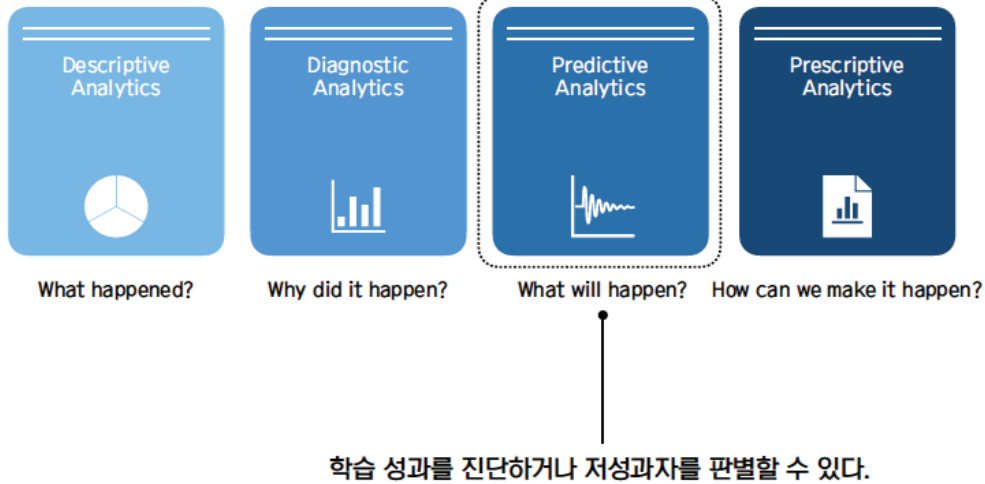 Descriptive
Analytics
Diagnostic
Analytics
Predictive
Analytics
Prescriptive
Analytics
What happened?
Why did it happen?
What will happen?
How can we make it happen?
학습 성과를 진단하거나 저성과자를 판별할 수 있다.